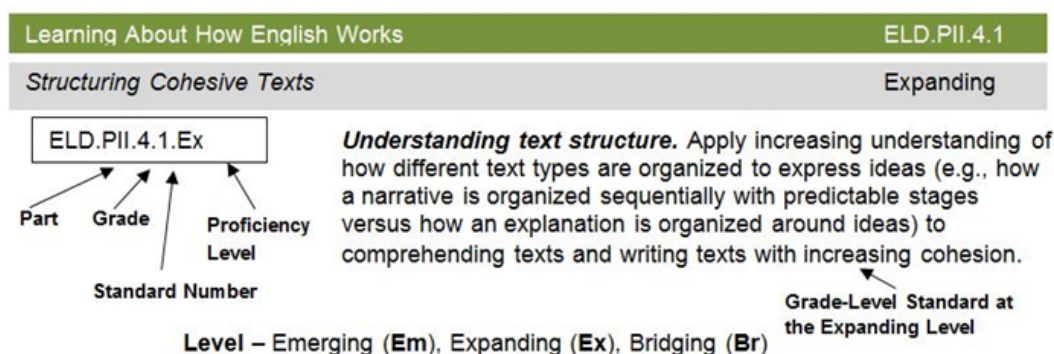 Learning About How English Works ELD.PII.4.1
Structuring Cohesive Texts Expanding
ELD.PII.4.1.Ex
Part Grade Proficiency Level
Standard Number
Understanding text structure. Apply increasing understanding of
how different text types are organized to express ideas (e.g., how
a narrative is organized sequentially with predictable stages
versus how an explanation is organized around ideas) to
comprehending texts and writing texts with increasing cohesion.
Grade-Level Standard at
the Expanding Level
Level – Emerging (Em), Expanding (Ex), Bridging (Br)